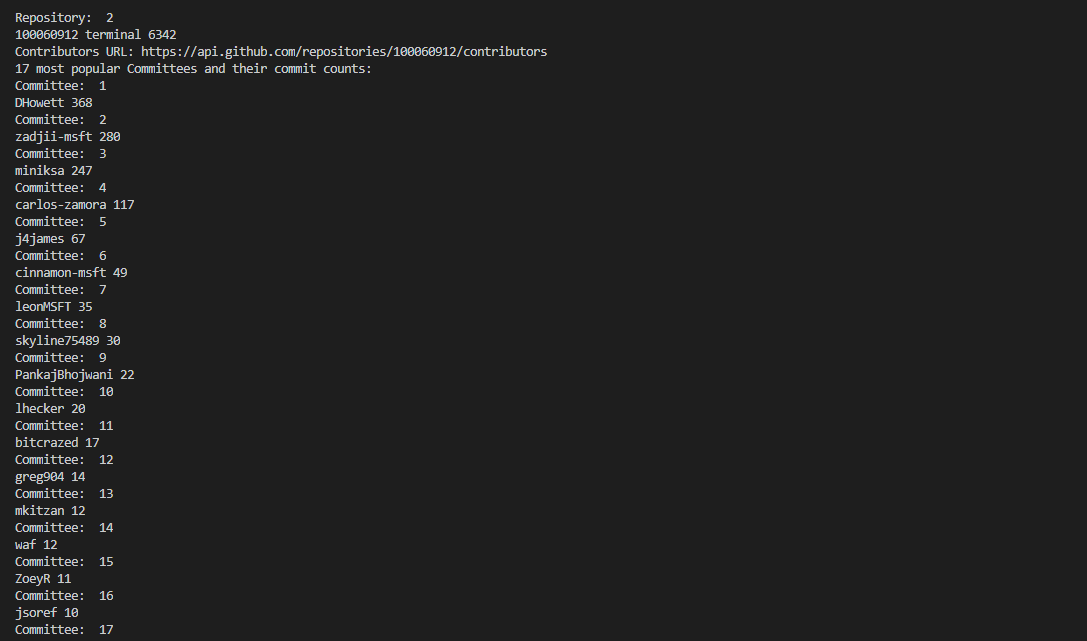 Repository:  2
100060912 terminal 6342
Contributors URL: https://api.github.com/repositories/100060912/contributors
17 most popular Committees and their commit counts:
Committee:  1
DHowett 368
Committee:  2
zadjii-msft 280
Committee:  3
miniksa 247
Committee:  4
carlos-zamora 117
Committee:  5
j4james 67
Committee:  6
cinnamon-msft 49
Committee:  7
leonMSFT 35
Committee:  8
skyline75489 30
Committee:  9
PankajBhojwani 22
Committee:  10
lhecker 20
Committee:  11
bitcrazed 17
Committee:  12
greg904 14
Committee:  13
mkitzan 12
Committee:  14
waf 12
Committee:  15
ZoeyR 11
Committee:  16
jsoref 10
Committee:  17